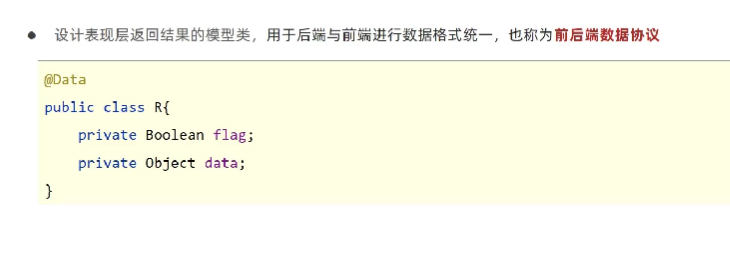 ● 设计表现层返回结果的模型类，用于后端与前端进行数据格式统一，也称为前后端数据协议
@Data
public class R{
    private Boolean flag;
    private Object data;
}